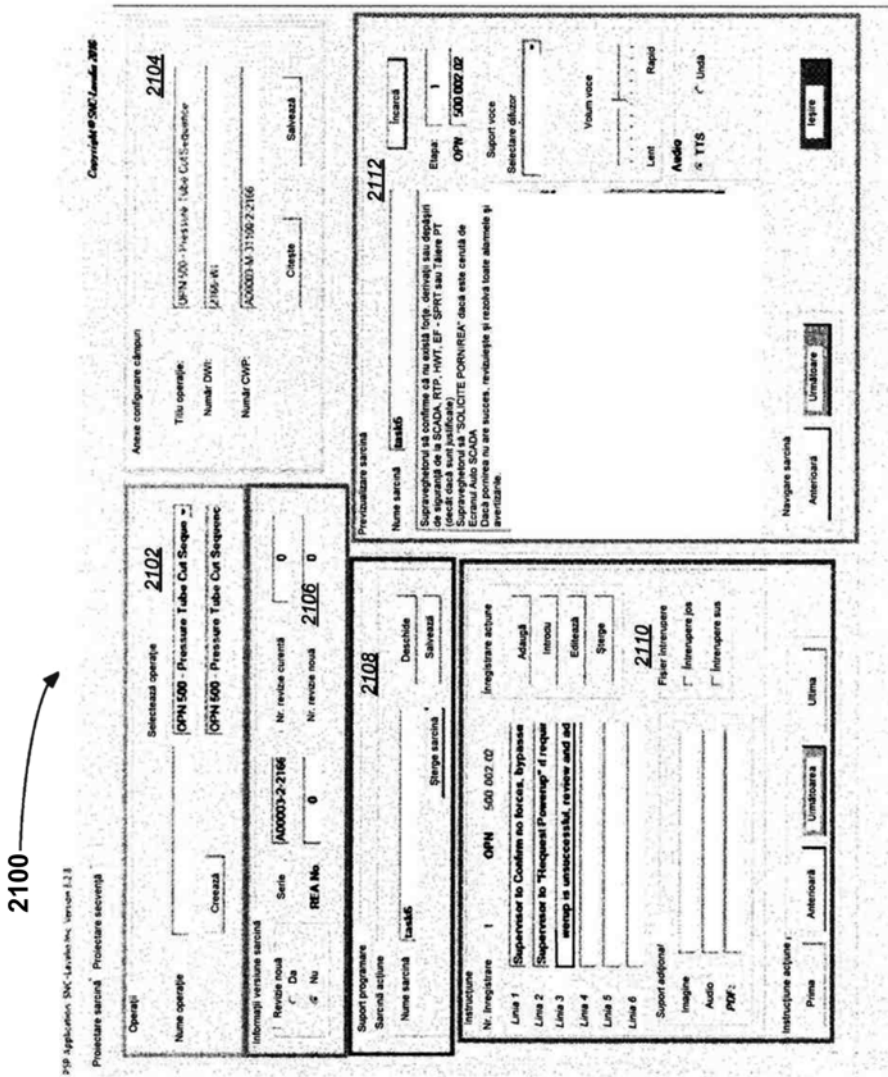 2100
PSP Application SNC-Lavalin Inc. Version 3.2.8
Copyright © SNC-Lavalin 2016
Proiectare sarcină Proiectare secvență
Operații
Selectează operație 2102
Nume operație
OPN 500 - Pressure Tube Cut Seque
Creează
OPN 500 - Pressure Tube Cut Sequenc
Anexe configurare câmpuri
2104
Titlu operație: OPN 500 - Pressure Tube Cut Sequence
Număr DWI: 2166-WI
Număr CWP: A00003-M-31100-2-2166
Citește Salvează
Informații versiune sarcină
Revizie nouă
Da
Nu
Serie A00003-2-2166
REA No 0
Nr. revizie curentă 0
Nr. revizie nouă 0
2106
Suport programare
Sarcină acțiune
2108
Nume sarcină task6
Deschide
Salvează
Șterge sarcină
Instrucțiune
Nr. înregistrare 1 OPN 500 002 02
Linia 1 Supervisor to Confirm no forces, bypasse
Linia 2 Supervisor to "Request Powerup" if requir
Linia 3 werup is unsuccessful, review and ad
Linia 4
Linia 5
Linia 6
Înregistrare acțiune
Adaugă
Introdu
Editează
Șterge
2110
Suport adițional
Imagine
Audio
PDF:
Fișier întrerupere
Întrerupere jos
Întrerupere sus
Instrucțiune acțiune
Prima Anterioară Următoarea Ultima
Previzualizare sarcină
2112
Nume sarcină task6
Încarcă
Supraveghetorul să confirme că nu există forțe, derivații sau depășiri
de siguranță de la SCADA, RTP, HWT, EF - SPRT sau Tăiere PT
(decât dacă sunt justificate)
Supraveghetorul să "SOLICITE PORNIREA" dacă este cerută de
Ecranul Auto SCADA
Dacă pornirea nu are succes, revizuiește și rezolvă toate alarmele și
avertizările.
Etapa: 1
OPN 500 002 02
Suport voce
Selectare difuzor
Volum voce
Lent Rapid
Audio
TTS Undă
Navigare sarcină
Anterioară Următoare Ieșire